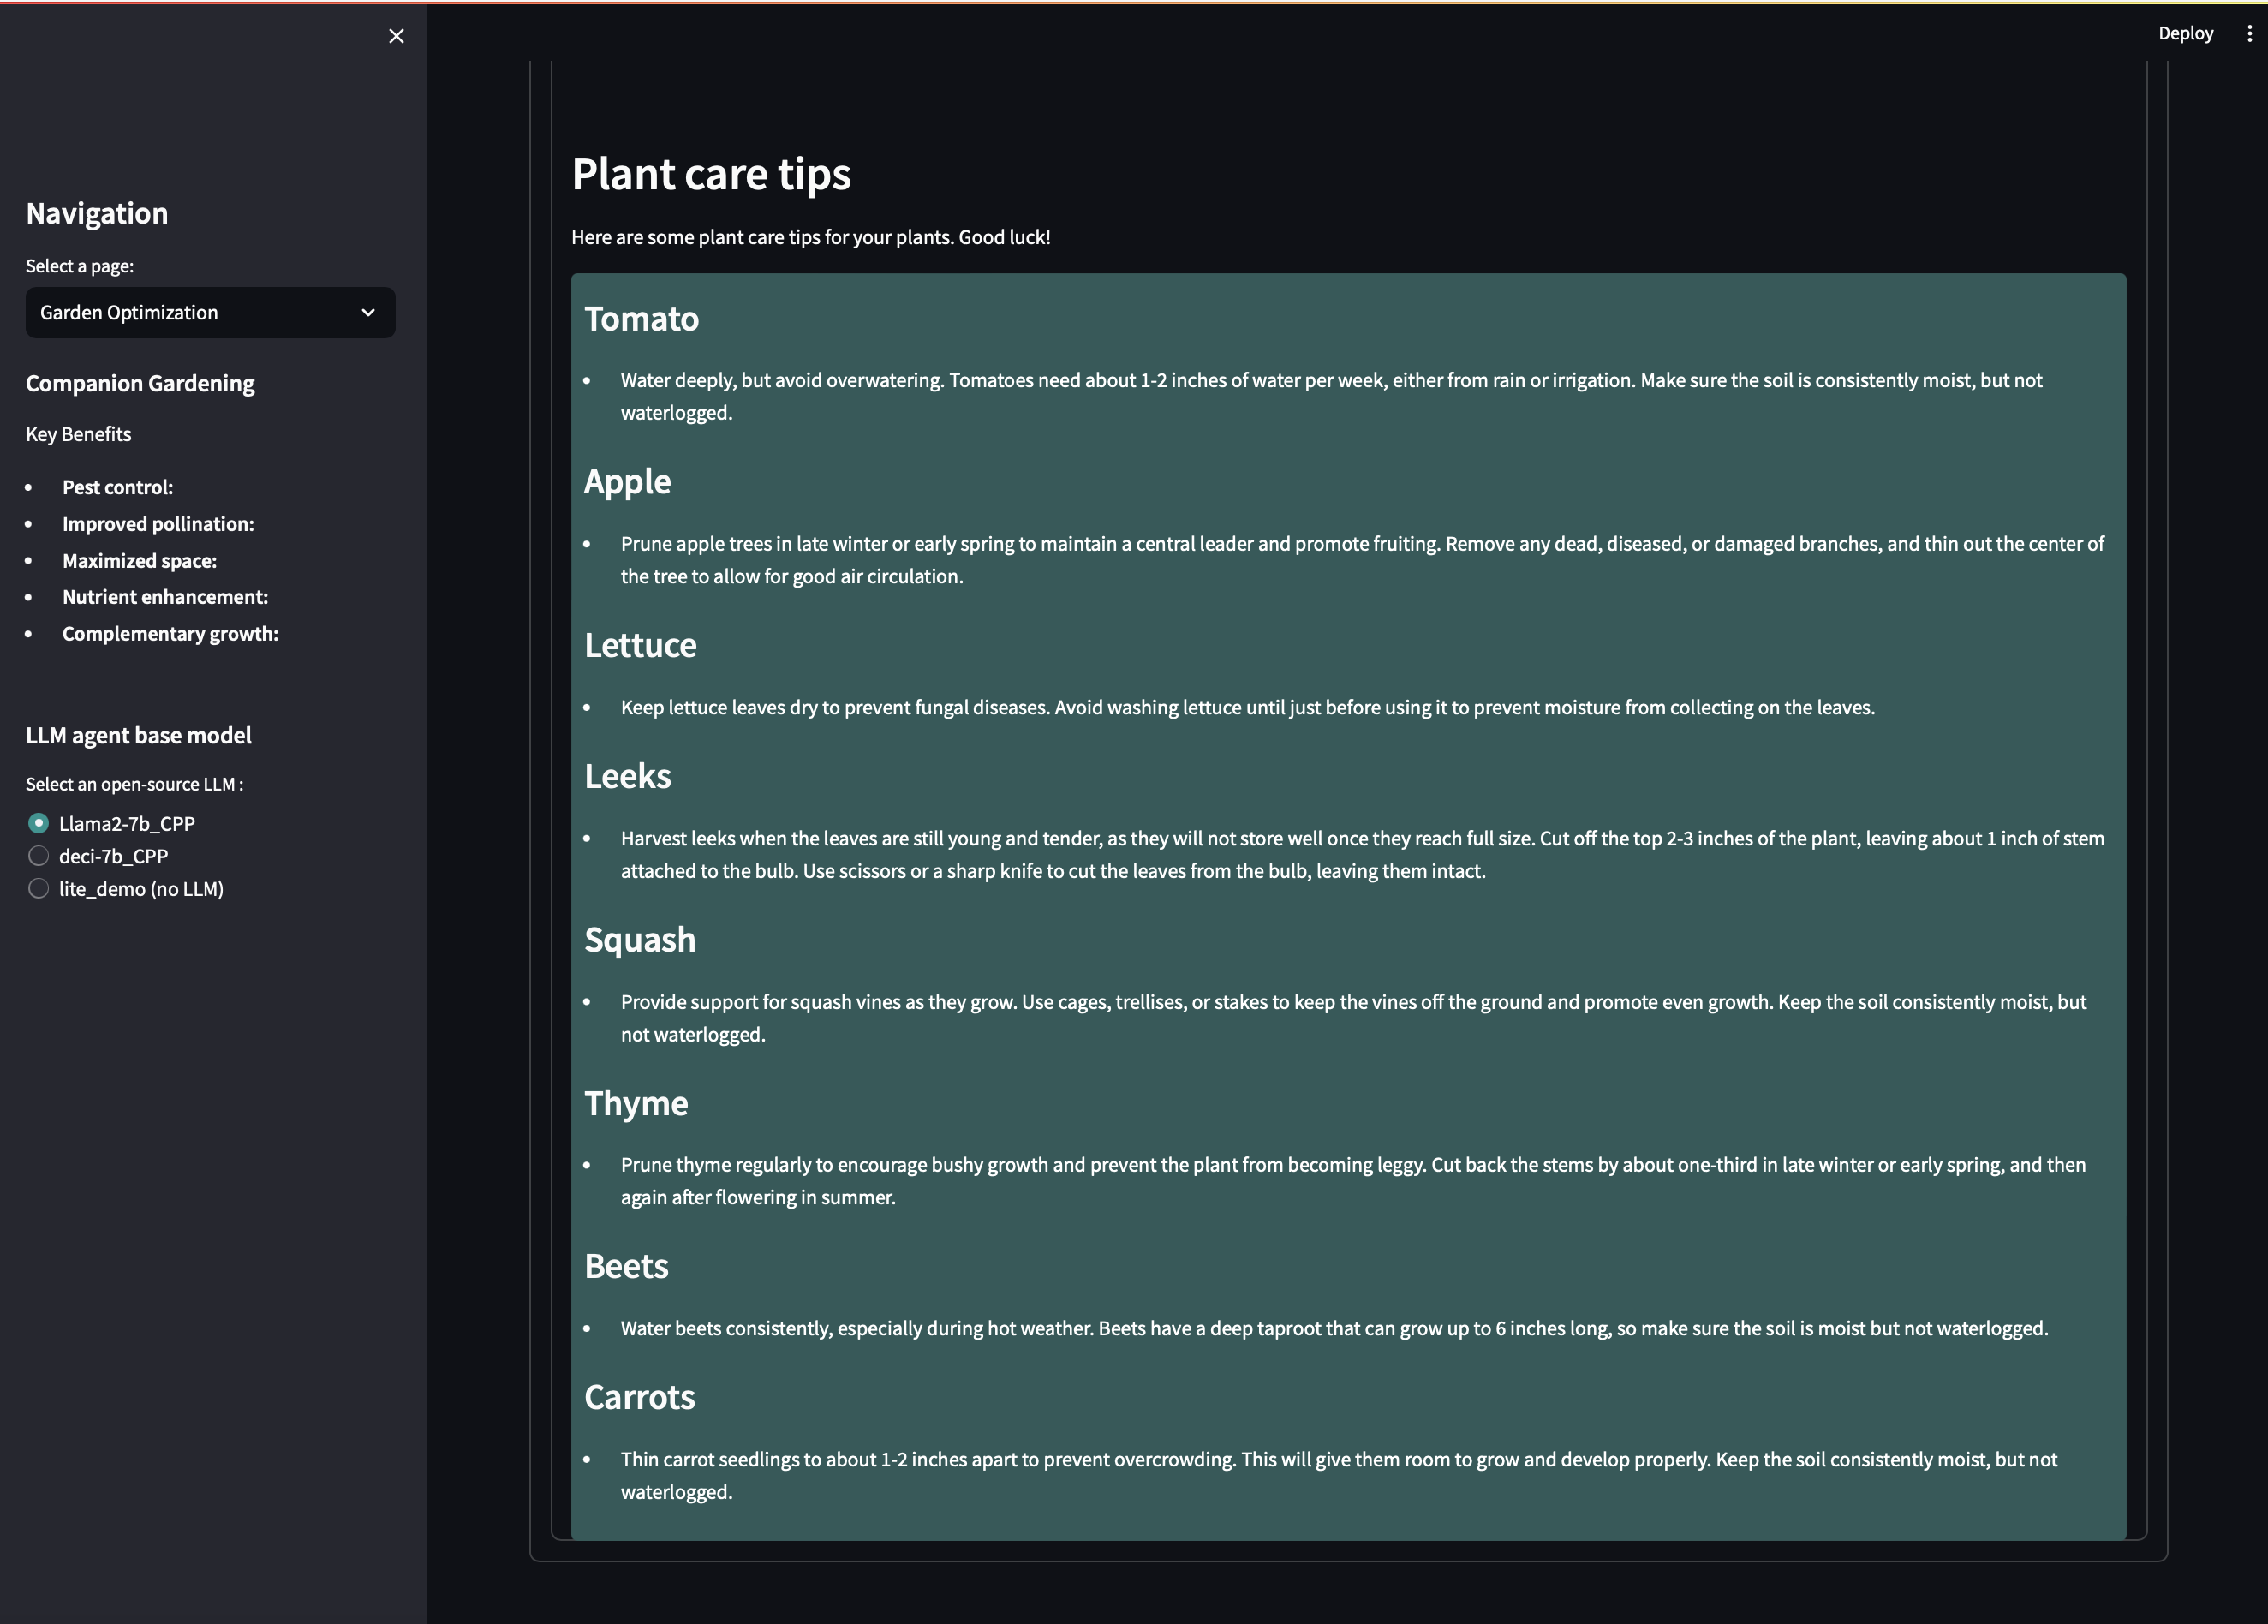 Deploy
Navigation
Select a page:
Garden Optimization
Companion Gardening
Key Benefits
• Pest control:
• Improved pollination:
• Maximized space:
• Nutrient enhancement:
• Complementary growth:
LLM agent base model
Select an open-source LLM :
Llama2-7b_CPP
deci-7b_CPP
lite_demo (no LLM)
Plant care tips
Here are some plant care tips for your plants. Good luck!
Tomato
• Water deeply, but avoid overwatering. Tomatoes need about 1-2 inches of water per week, either from rain or irrigation. Make sure the soil is consistently moist, but not
waterlogged.
Apple
• Prune apple trees in late winter or early spring to maintain a central leader and promote fruiting. Remove any dead, diseased, or damaged branches, and thin out the center of
the tree to allow for good air circulation.
Lettuce
• Keep lettuce leaves dry to prevent fungal diseases. Avoid washing lettuce until just before using it to prevent moisture from collecting on the leaves.
Leeks
• Harvest leeks when the leaves are still young and tender, as they will not store well once they reach full size. Cut off the top 2-3 inches of the plant, leaving about 1 inch of stem
attached to the bulb. Use scissors or a sharp knife to cut the leaves from the bulb, leaving them intact.
Squash
• Provide support for squash vines as they grow. Use cages, trellises, or stakes to keep the vines off the ground and promote even growth. Keep the soil consistently moist, but
not waterlogged.
Thyme
• Prune thyme regularly to encourage bushy growth and prevent the plant from becoming leggy. Cut back the stems by about one-third in late winter or early spring, and then
again after flowering in summer.
Beets
• Water beets consistently, especially during hot weather. Beets have a deep taproot that can grow up to 6 inches long, so make sure the soil is moist but not waterlogged.
Carrots
• Thin carrot seedlings to about 1-2 inches apart to prevent overcrowding. This will give them room to grow and develop properly. Keep the soil consistently moist, but not
waterlogged.